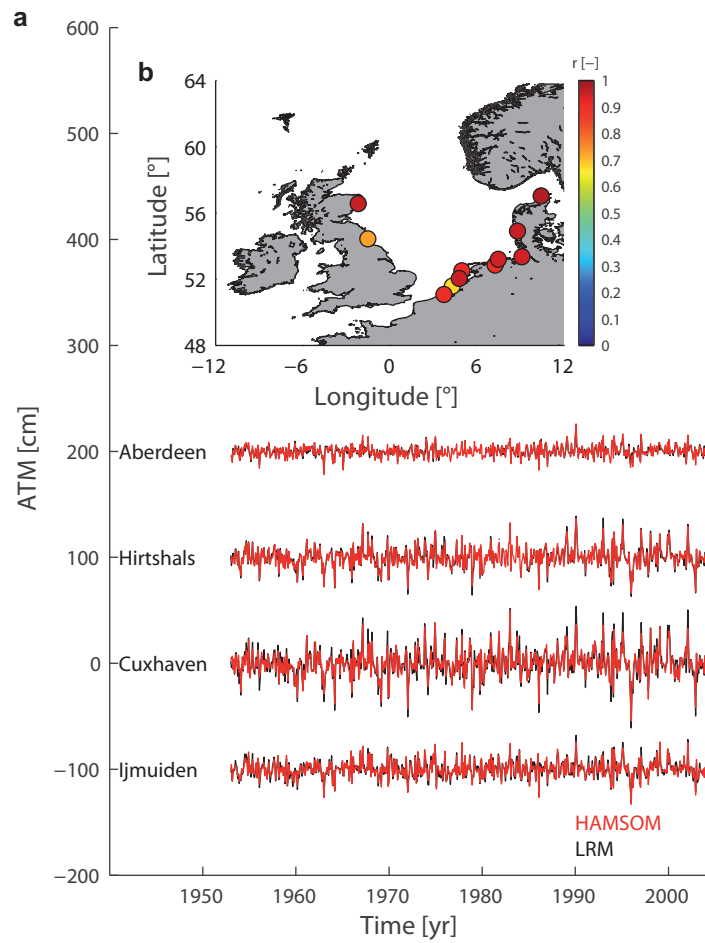 a
600
500
400
300
200
100
0
−100
−200
ATM [cm]
b
r [−]
64
60
56
52
48
Latitude [°]
−12
−6
0
6
12
Longitude [°]
1
0.9
0.8
0.7
0.6
0.5
0.4
0.3
0.2
0.1
0
Aberdeen
Hirtshals
Cuxhaven
Ijmuiden
HAMSOM
LRM
1950
1960
1970
1980
1990
2000
Time [yr]